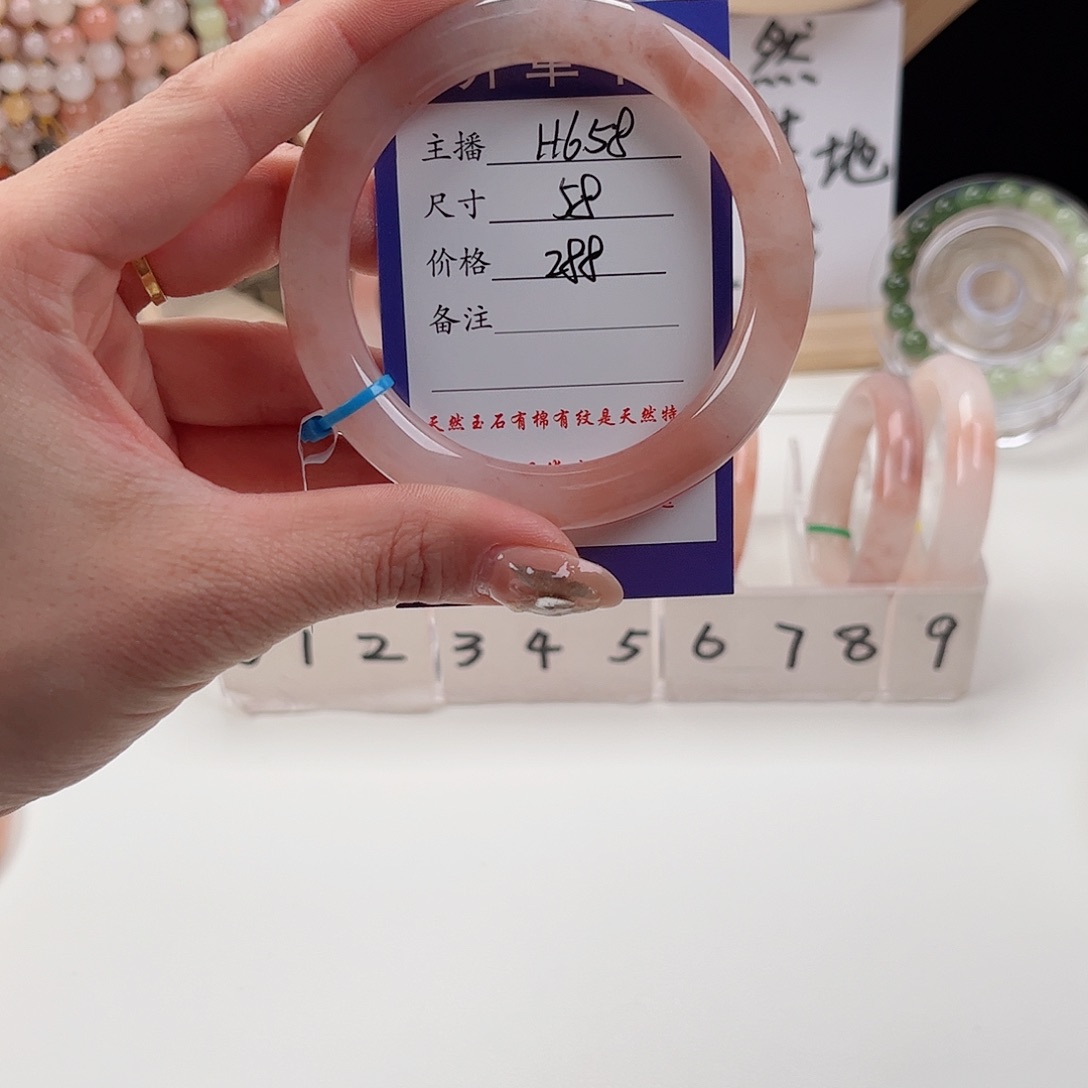 单
主播 H658
尺寸 58
价格 288
备注
天然玉石有棉有纹是天然特
然
地
1 2 3 4 5 6 7 8 9